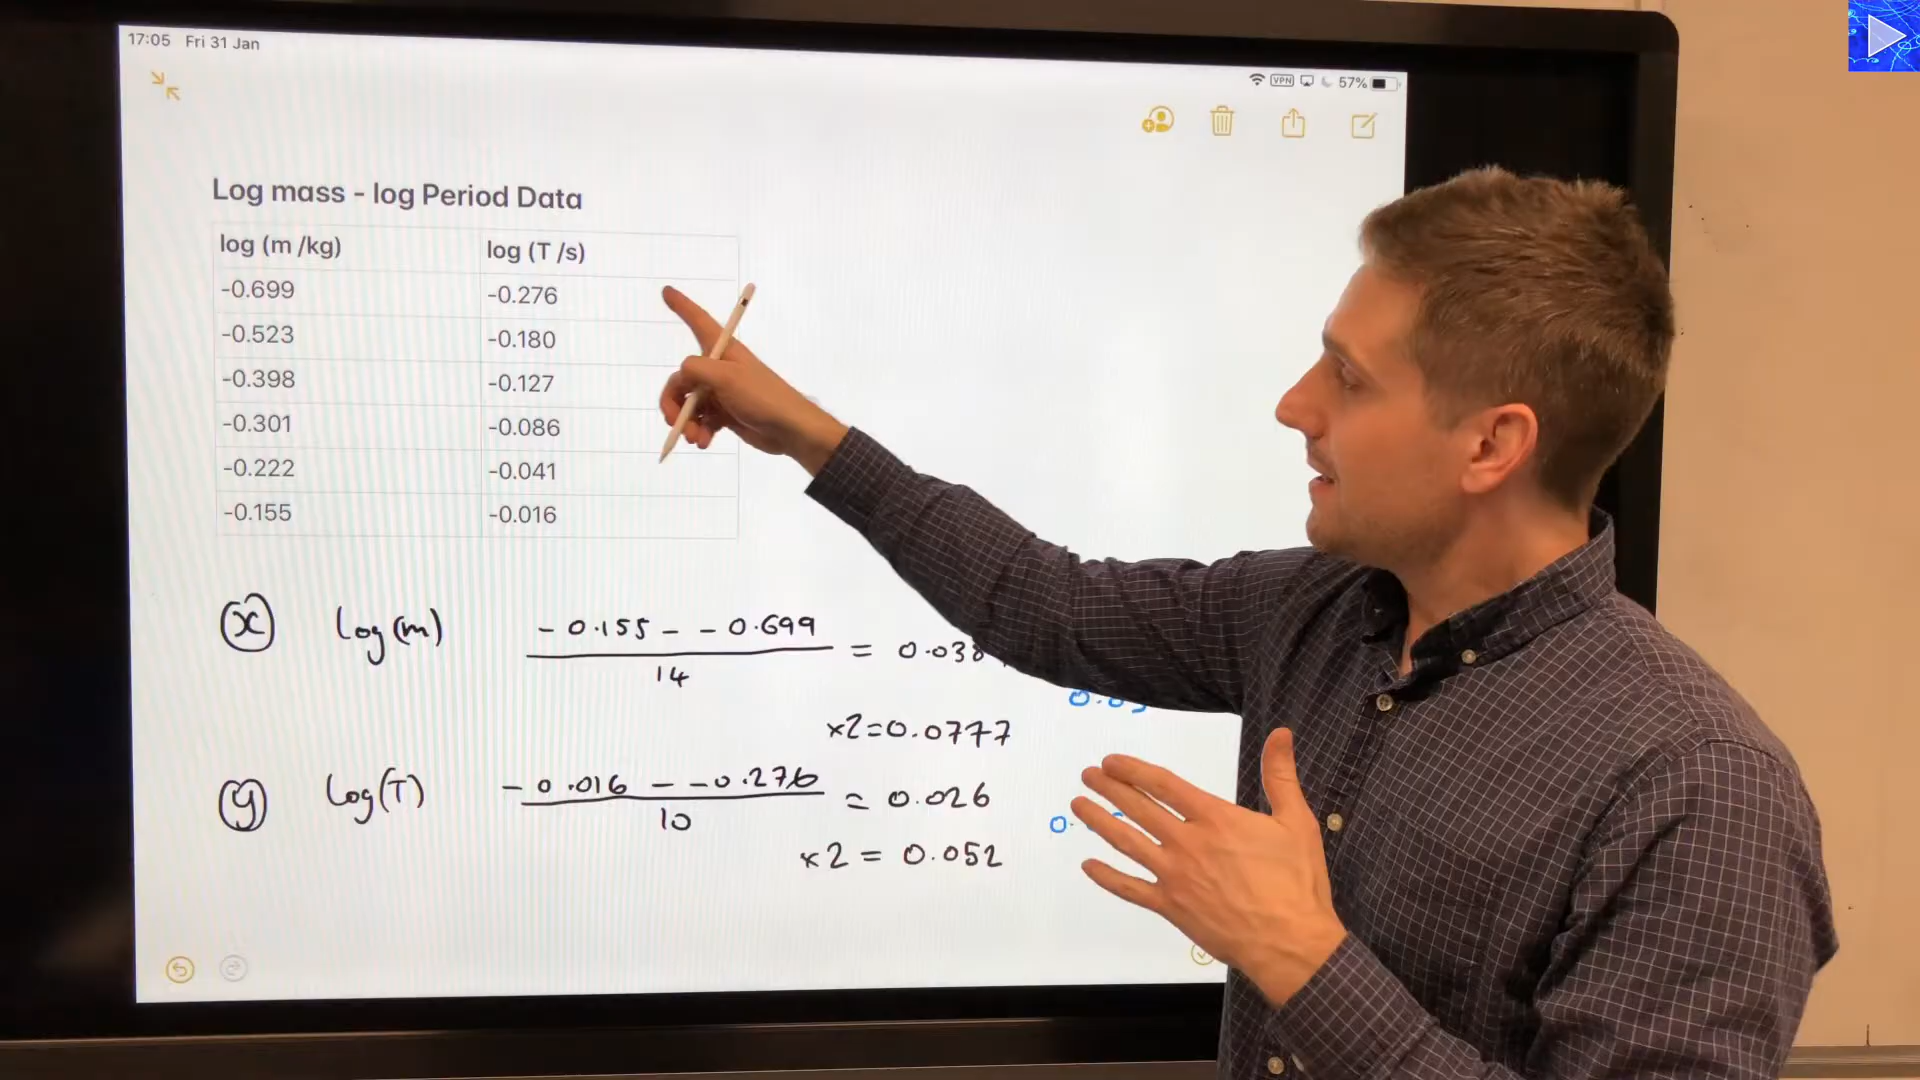 17:05 Fri 31 Jan
VPN 57%
Log mass - log Period Data
log (m /kg) log (T /s)
-0.699 -0.276
-0.523 -0.180
-0.398 -0.127
-0.301 -0.086
-0.222 -0.041
-0.155 -0.016
x log(m) - 0.155 - - 0.699
14
= 0.038
x2=0.0777
y log(T) - 0.016 - - 0.276
10
= 0.026
x2 = 0.052